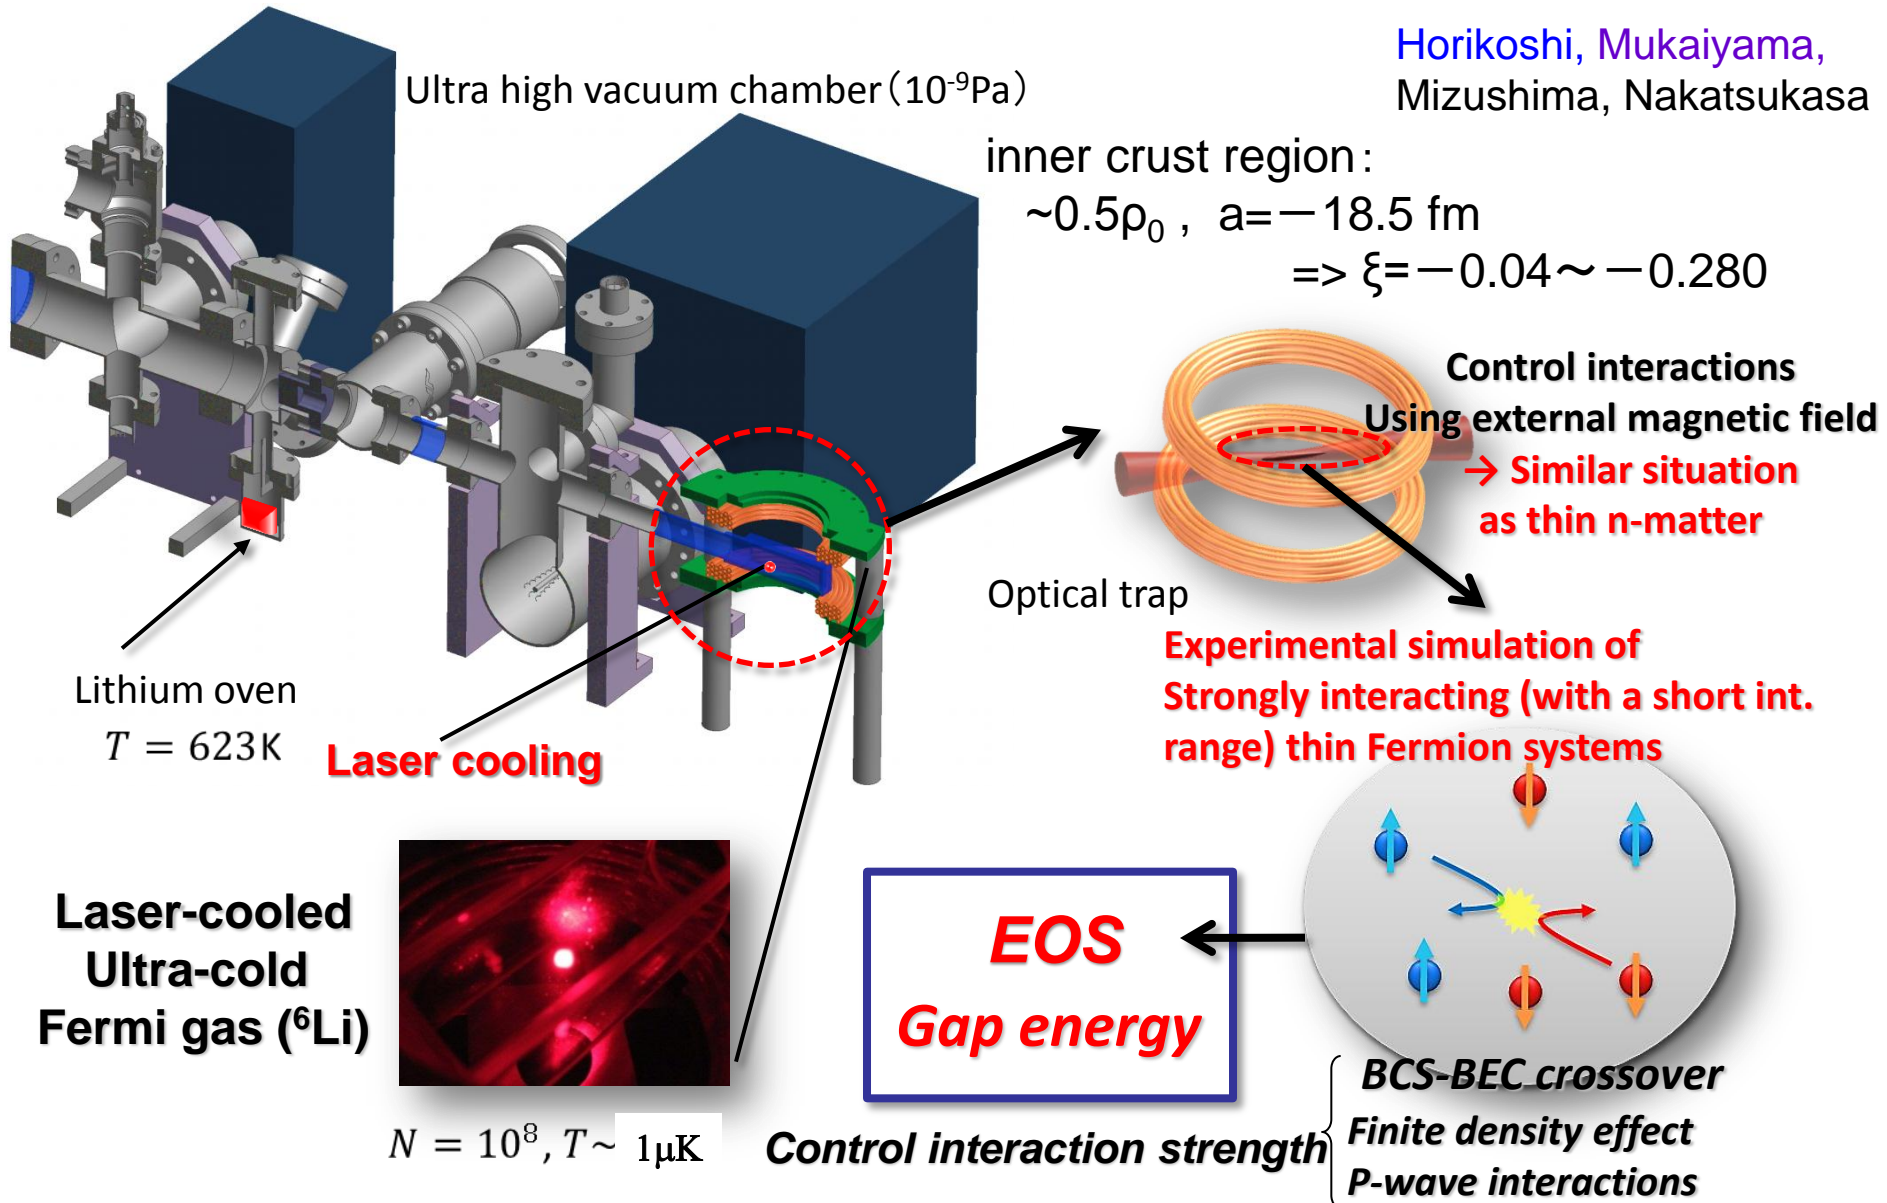 Horikoshi, Mukaiyama,
Mizushima, Nakatsukasa
Ultra high vacuum chamber（10⁻⁹Pa）
inner crust region：
~0.5ρ₀ , a=－18.5 fm
=> ξ=－0.04～－0.280
Control interactions
Using external magnetic field
→ Similar situation
as thin n-matter
Optical trap
Experimental simulation of
Strongly interacting (with a short int.
range) thin Fermion systems
Lithium oven
T = 623K
Laser cooling
Laser-cooled
Ultra-cold
Fermi gas (⁶Li)
N = 10⁸, T~ 1μK
EOS
Gap energy
Control interaction strength
BCS-BEC crossover
Finite density effect
P-wave interactions